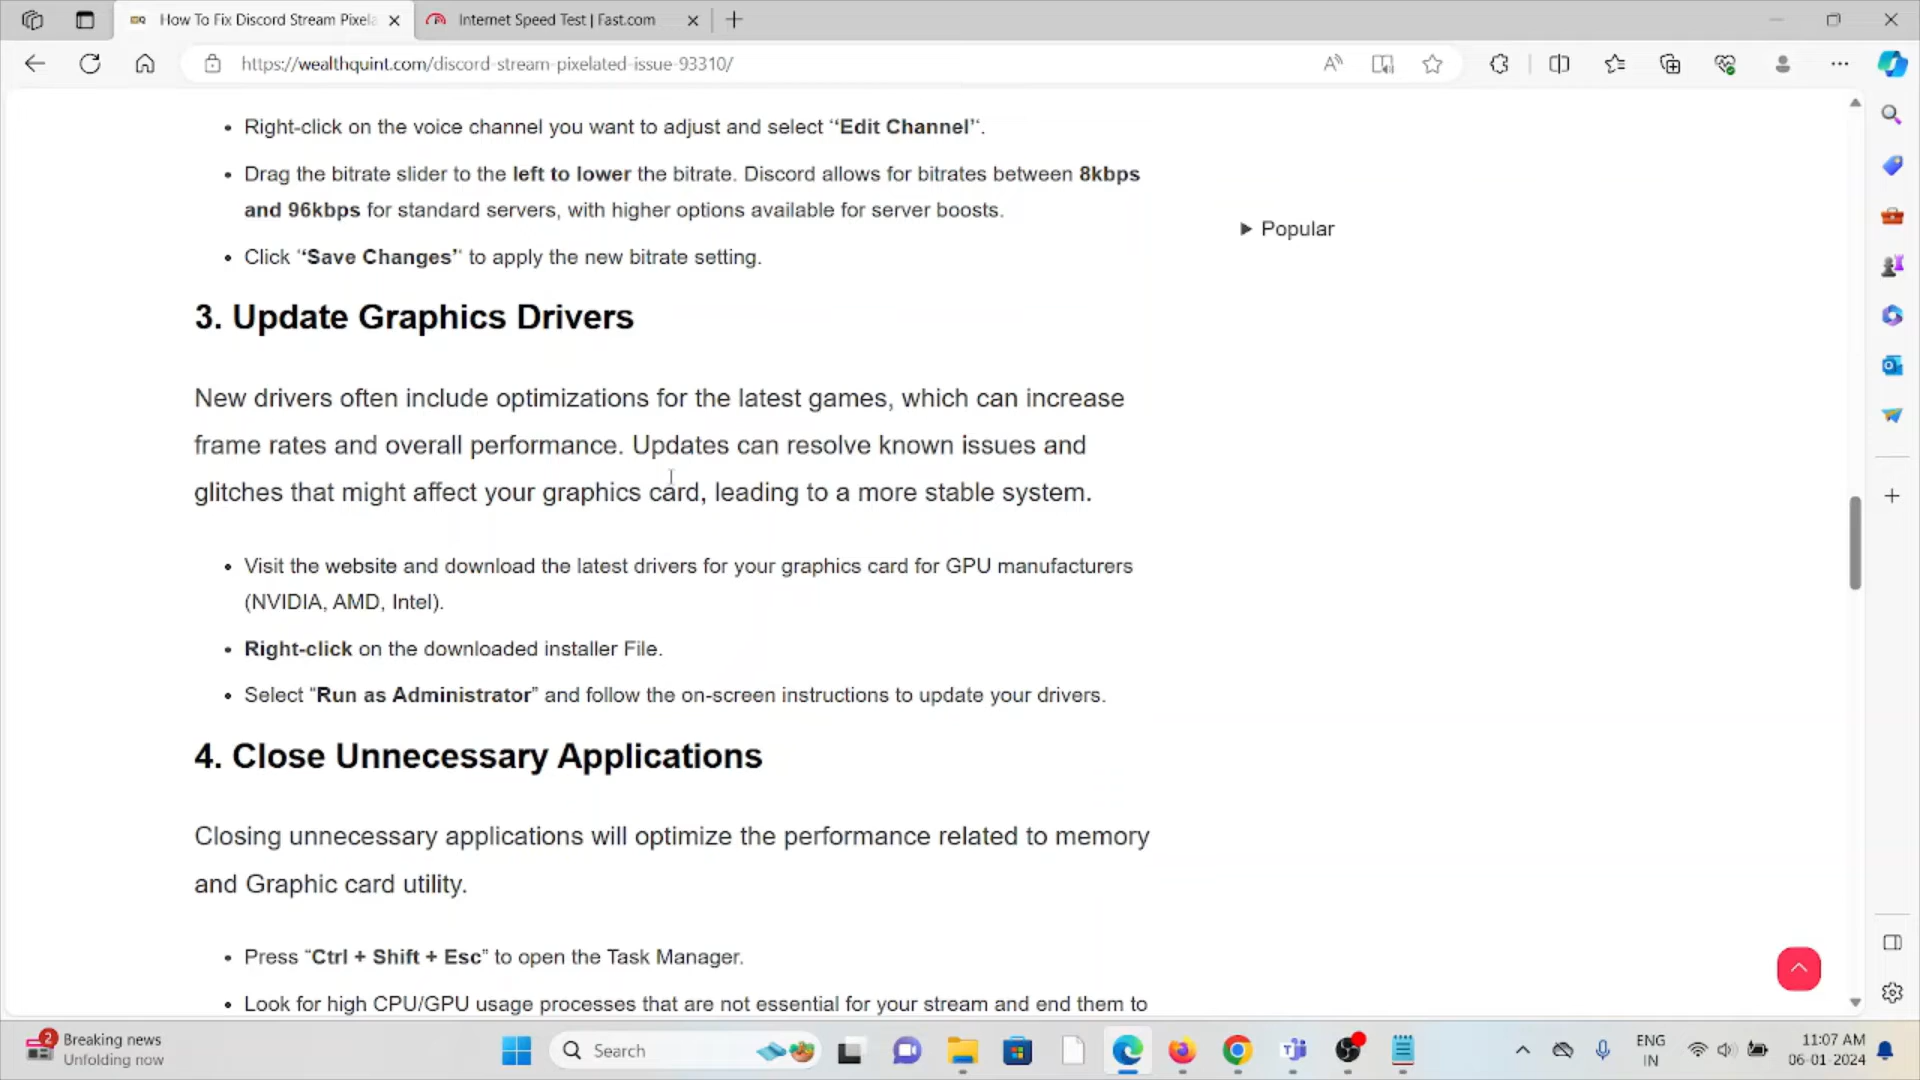 How To Fix Discord Stream Pixela
Internet Speed Test | Fast.com
https://wealthquint.com/discord-stream-pixelated-issue-93310/
• Right-click on the voice channel you want to adjust and select “Edit Channel”.
• Drag the bitrate slider to the left to lower the bitrate. Discord allows for bitrates between 8kbps
and 96kbps for standard servers, with higher options available for server boosts.
• Click “Save Changes” to apply the new bitrate setting.
Popular
3. Update Graphics Drivers
New drivers often include optimizations for the latest games, which can increase
frame rates and overall performance. Updates can resolve known issues and
glitches that might affect your graphics card, leading to a more stable system.
• Visit the website and download the latest drivers for your graphics card for GPU manufacturers
(NVIDIA, AMD, Intel).
• Right-click on the downloaded installer File.
• Select “Run as Administrator” and follow the on-screen instructions to update your drivers.
4. Close Unnecessary Applications
Closing unnecessary applications will optimize the performance related to memory
and Graphic card utility.
• Press “Ctrl + Shift + Esc” to open the Task Manager.
• Look for high CPU/GPU usage processes that are not essential for your stream and end them to
2
Breaking news
Unfolding now
Search
ENG
IN
11:07 AM
06-01-2024